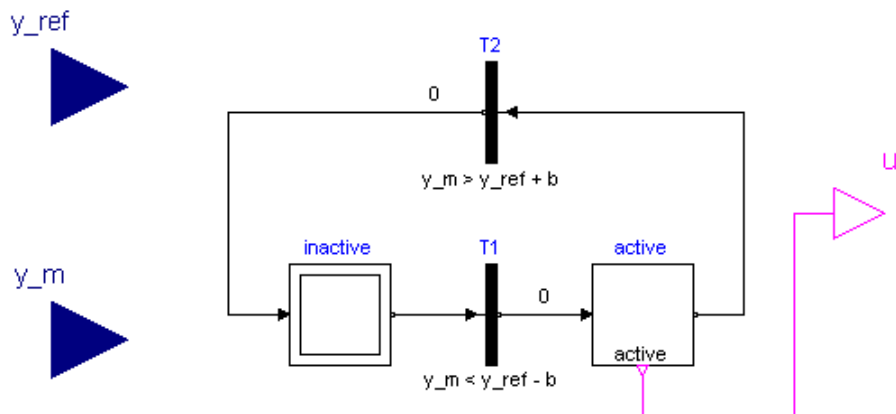 y_ref
T2
0
y_m > y_ref + b
u
inactive
T1
active
y_m
0
active
y_m < y_ref - b